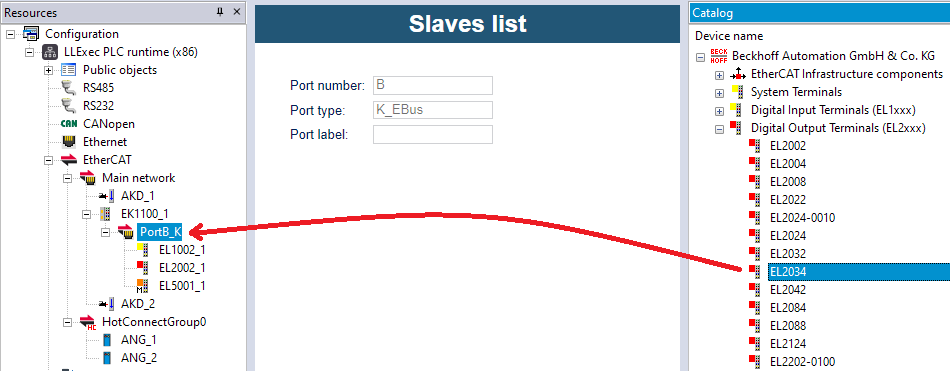 Resources
Configuration
LLExec PLC runtime (x86)
Public objects
RS485
RS232
CAN CANopen
Ethernet
EtherCAT
Main network
AKD_1
EK1100_1
PortB_K
EL1002_1
EL2002_1
M EL5001_1
AKD_2
HC HotConnectGroup0
ANG_1
ANG_2
Slaves list
Port number: B
Port type: K_EBus
Port label:
Catalog
Device name
BECK HOFF Beckhoff Automation GmbH & Co. KG
EtherCAT Infrastructure components
System Terminals
Digital Input Terminals (EL1xxx)
Digital Output Terminals (EL2xxx)
EL2002
EL2004
EL2008
EL2022
EL2024-0010
EL2024
EL2032
EL2034
EL2042
EL2084
EL2088
EL2124
EL2202-0100